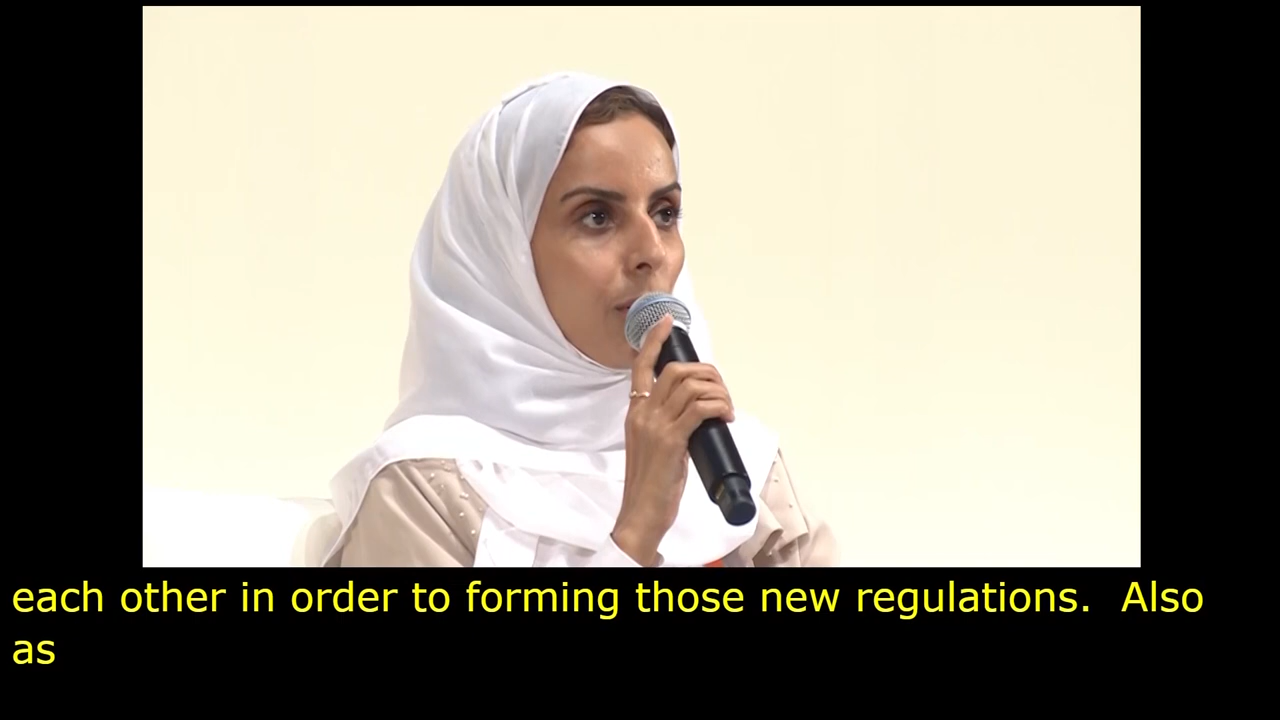 each other in order to forming those new regulations.  Also
as